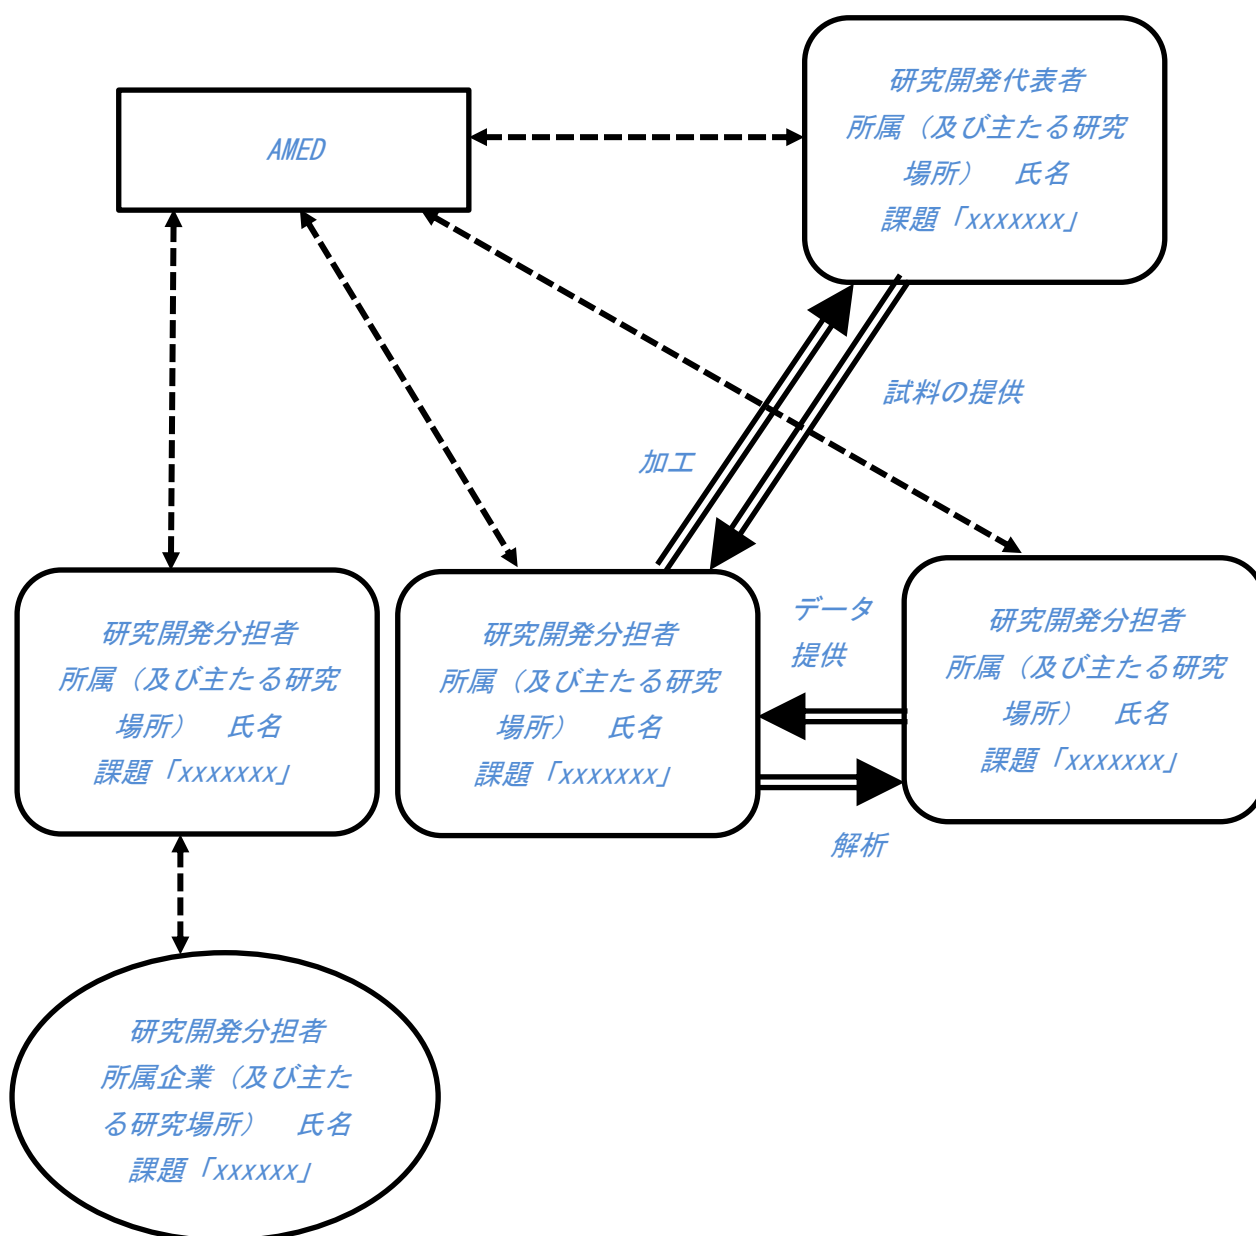 AMED
研究開発代表者
所属（及び主たる研究
場所）　氏名
課題「xxxxxxx」
試料の提供
加工
研究開発分担者
所属（及び主たる研究
場所）　氏名
課題「xxxxxxx」
研究開発分担者
所属（及び主たる研究
場所）　氏名
課題「xxxxxxx」
データ
提供
解析
研究開発分担者
所属（及び主たる研究
場所）　氏名
課題「xxxxxxx」
研究開発分担者
所属企業（及び主た
る研究場所）　氏名
課題「xxxxxx」